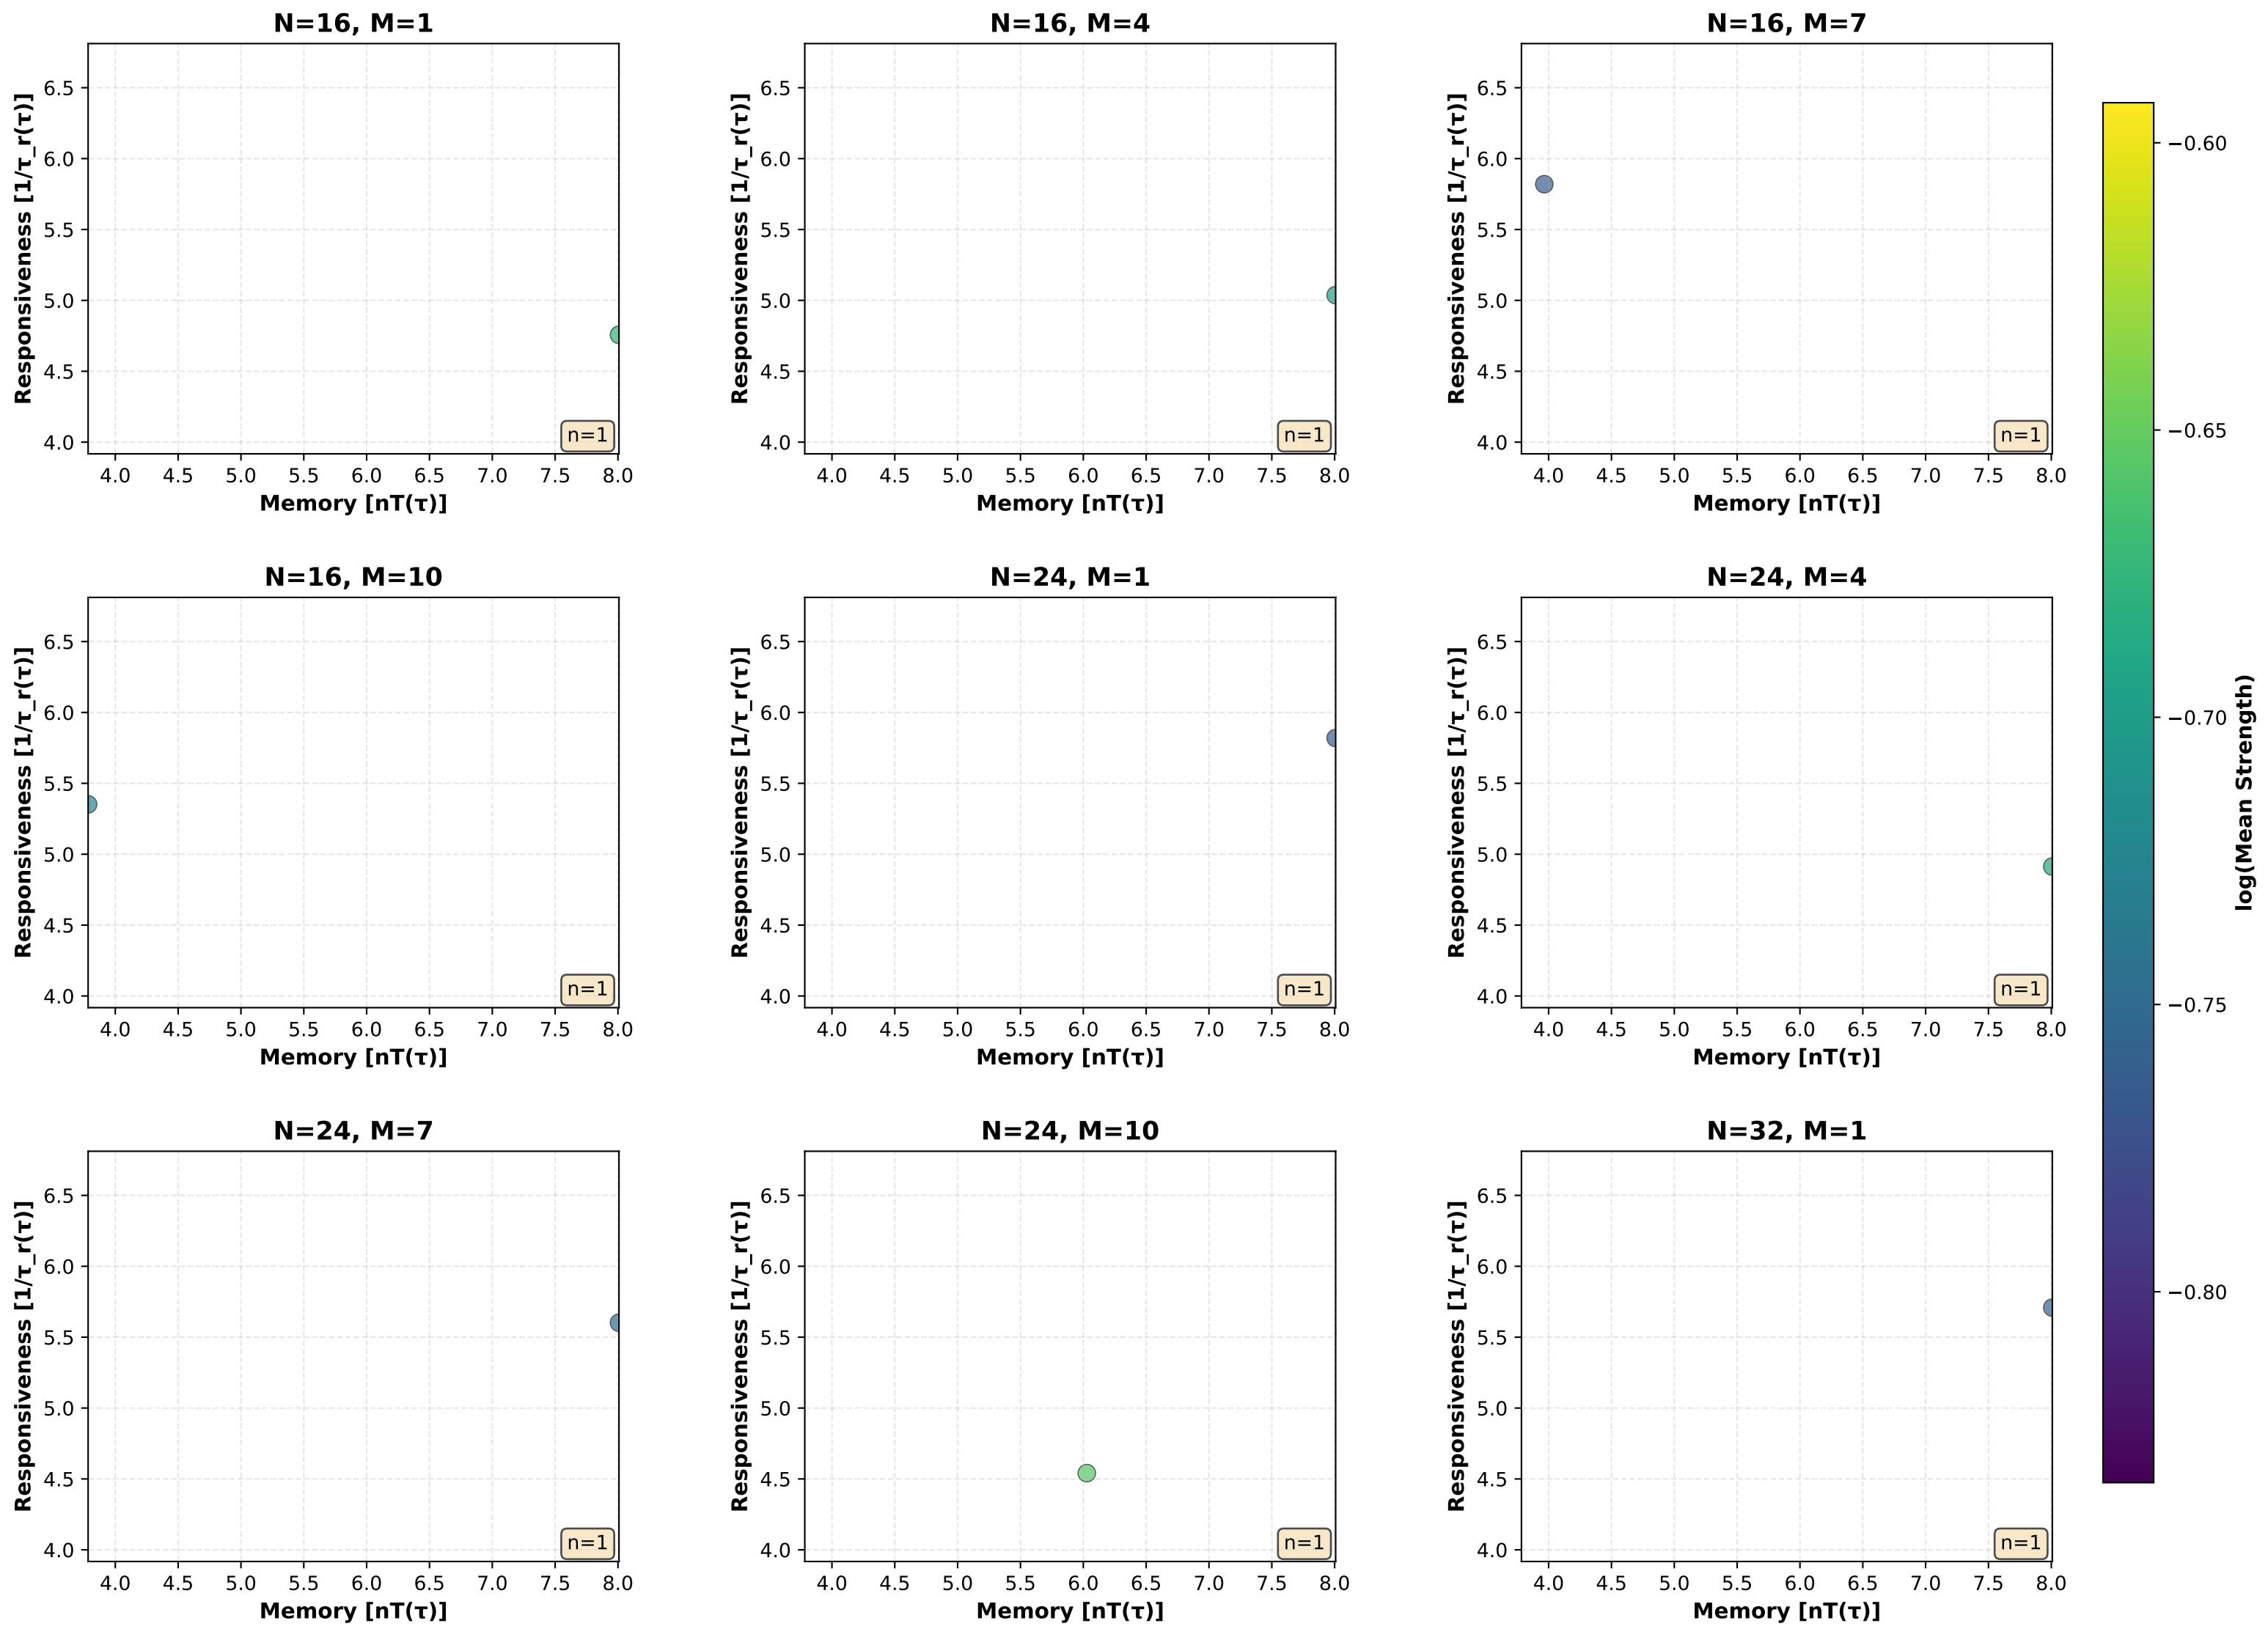 N=16, M=1
N=16, M=4
N=16, M=7
Responsiveness [1/τ_r(τ)]
6.5
6.0
5.5
5.0
4.5
4.0
n=1
4.0 4.5 5.0 5.5 6.0 6.5 7.0 7.5 8.0
Memory [nT(τ)]
Responsiveness [1/τ_r(τ)]
6.5
6.0
5.5
5.0
4.5
4.0
n=1
4.0 4.5 5.0 5.5 6.0 6.5 7.0 7.5 8.0
Memory [nT(τ)]
Responsiveness [1/τ_r(τ)]
6.5
6.0
5.5
5.0
4.5
4.0
n=1
4.0 4.5 5.0 5.5 6.0 6.5 7.0 7.5 8.0
Memory [nT(τ)]
N=16, M=10
N=24, M=1
N=24, M=4
Responsiveness [1/τ_r(τ)]
6.5
6.0
5.5
5.0
4.5
4.0
n=1
4.0 4.5 5.0 5.5 6.0 6.5 7.0 7.5 8.0
Memory [nT(τ)]
Responsiveness [1/τ_r(τ)]
6.5
6.0
5.5
5.0
4.5
4.0
n=1
4.0 4.5 5.0 5.5 6.0 6.5 7.0 7.5 8.0
Memory [nT(τ)]
Responsiveness [1/τ_r(τ)]
6.5
6.0
5.5
5.0
4.5
4.0
n=1
4.0 4.5 5.0 5.5 6.0 6.5 7.0 7.5 8.0
Memory [nT(τ)]
N=24, M=7
N=24, M=10
N=32, M=1
Responsiveness [1/τ_r(τ)]
6.5
6.0
5.5
5.0
4.5
4.0
n=1
4.0 4.5 5.0 5.5 6.0 6.5 7.0 7.5 8.0
Memory [nT(τ)]
Responsiveness [1/τ_r(τ)]
6.5
6.0
5.5
5.0
4.5
4.0
n=1
4.0 4.5 5.0 5.5 6.0 6.5 7.0 7.5 8.0
Memory [nT(τ)]
Responsiveness [1/τ_r(τ)]
6.5
6.0
5.5
5.0
4.5
4.0
n=1
4.0 4.5 5.0 5.5 6.0 6.5 7.0 7.5 8.0
Memory [nT(τ)]
−0.60
−0.65
−0.70
−0.75
−0.80
log(Mean Strength)